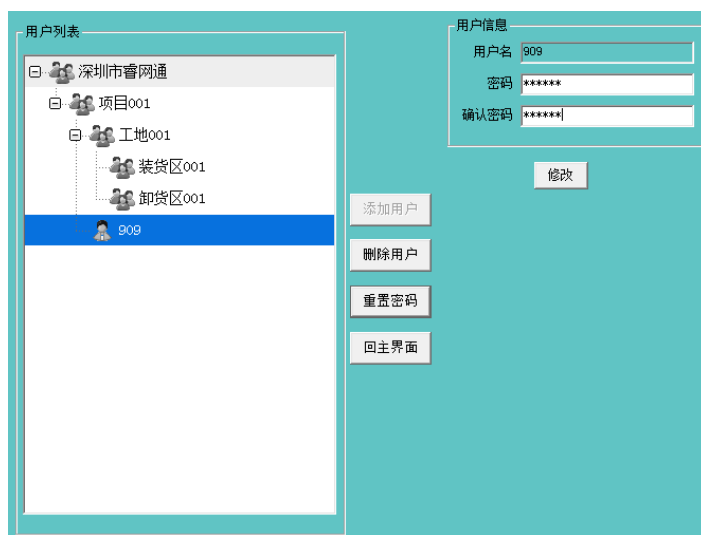 用户列表
深圳市睿网通
项目001
工地001
装货区001
卸货区001
909
添加用户
删除用户
重置密码
回主界面
用户信息
用户名 909
密码 ******
确认密码 ******
修改